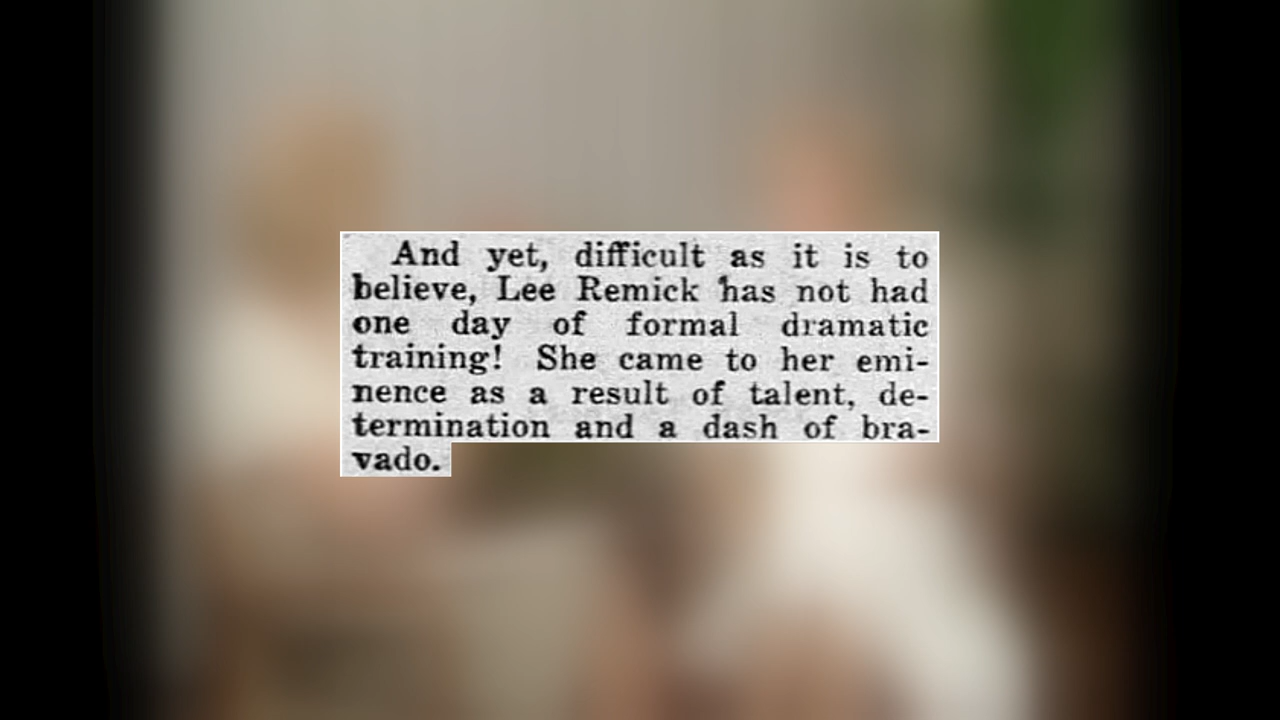 And yet, difficult as it is to
believe, Lee Remick has not had
one day of formal dramatic
training! She came to her emi-
nence as a result of talent, de-
termination and a dash of bra-
vado.